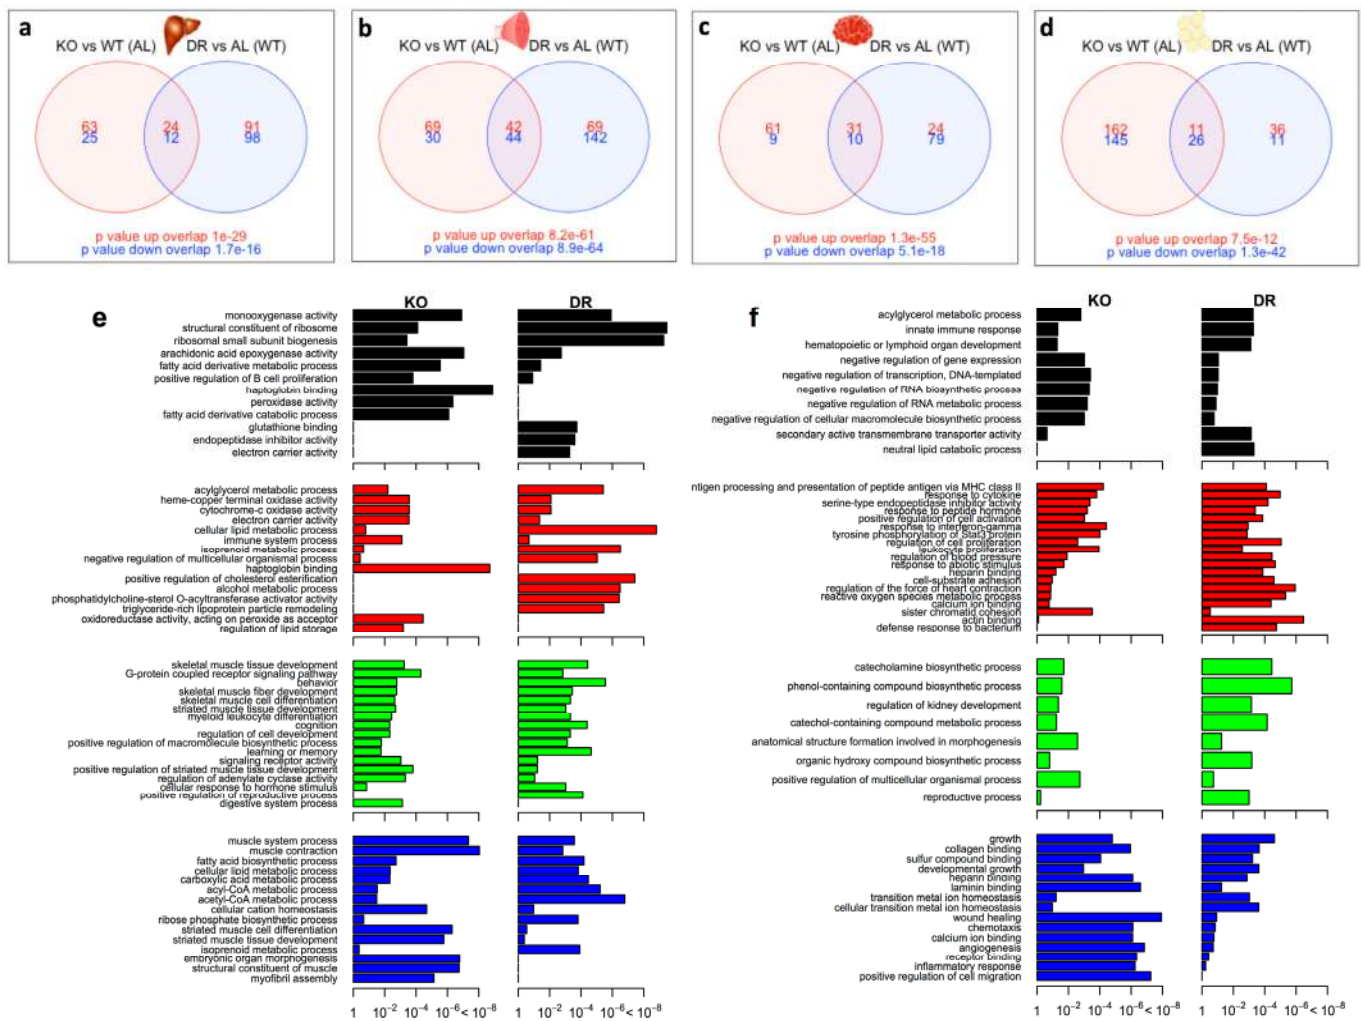 a
KO vs WT (AL)
DR vs AL (WT)
63
25
24
12
91
98
p value up overlap 1e-29
p value down overlap 1.7e-16
b
KO vs WT (AL)
DR vs AL (WT)
69
30
42
44
69
142
p value up overlap 8.2e-61
p value down overlap 8.9e-64
c
KO vs WT (AL)
DR vs AL (WT)
61
9
31
10
24
79
p value up overlap 1.3e-55
p value down overlap 5.1e-18
d
KO vs WT (AL)
DR vs AL (WT)
162
145
11
26
36
11
p value up overlap 7.5e-12
p value down overlap 1.3e-42
e
KO
DR
monooxygenase activity
structural constituent of ribosome
ribosomal small subunit biogenesis
arachidonic acid epoxygenase activity
fatty acid derivative metabolic process
positive regulation of B cell proliferation
haptoglobin binding
peroxidase activity
fatty acid derivative catabolic process
glutathione binding
endopeptidase inhibitor activity
electron carrier activity
acylglycerol metabolic process
heme-copper terminal oxidase activity
cytochrome-c oxidase activity
electron carrier activity
cellular lipid metabolic process
immune system process
isoprenoid metabolic process
negative regulation of multicellular organismal process
haptoglobin binding
positive regulation of cholesterol esterification
alcohol metabolic process
phosphatidylcholine-sterol O-acyltransferase activator activity
triglyceride-rich lipoprotein particle remodeling
oxidoreductase activity, acting on peroxide as acceptor
regulation of lipid storage
skeletal muscle tissue development
G-protein coupled receptor signaling pathway
behavior
skeletal muscle fiber development
skeletal muscle cell differentiation
striated muscle tissue development
myeloid leukocyte differentiation
cognition
regulation of cell development
positive regulation of macromolecule biosynthetic process
learning or memory
signaling receptor activity
positive regulation of striated muscle tissue development
regulation of adenylate cyclase activity
cellular response to hormone stimulus
positive regulation of reproductive process
digestive system process
muscle system process
muscle contraction
fatty acid biosynthetic process
cellular lipid metabolic process
carboxylic acid metabolic process
acyl-CoA metabolic process
acetyl-CoA metabolic process
cellular cation homeostasis
ribose phosphate biosynthetic process
striated muscle cell differentiation
striated muscle tissue development
isoprenoid metabolic process
embryonic organ morphogenesis
structural constituent of muscle
myofibril assembly
1 10⁻² 10⁻⁴ 10⁻⁶ < 10⁻⁸
1 10⁻² 10⁻⁴ 10⁻⁶ < 10⁻⁸
f
KO
DR
acylglycerol metabolic process
innate immune response
hematopoietic or lymphoid organ development
negative regulation of gene expression
negative regulation of transcription, DNA-templated
negative regulation of RNA biosynthetic process
negative regulation of RNA metabolic process
negative regulation of cellular macromolecule biosynthetic process
secondary active transmembrane transporter activity
neutral lipid catabolic process
ntigen processing and presentation of peptide antigen via MHC class II
response to cytokine
serine-type endopeptidase inhibitor activity
response to peptide hormone
positive regulation of cell activation
response to interferon-gamma
tyrosine phosphorylation of Stat3 protein
regulation of cell proliferation
leukocyte proliferation
regulation of blood pressure
response to abiotic stimulus
heparin binding
cell-substrate adhesion
regulation of the force of heart contraction
reactive oxygen species metabolic process
calcium ion binding
sister chromatid cohesion
actin binding
defense response to bacterium
catecholamine biosynthetic process
phenol-containing compound biosynthetic process
regulation of kidney development
catechol-containing compound metabolic process
anatomical structure formation involved in morphogenesis
organic hydroxy compound biosynthetic process
positive regulation of multicellular organismal process
reproductive process
growth
collagen binding
sulfur compound binding
developmental growth
heparin binding
laminin binding
transition metal ion homeostasis
cellular transition metal ion homeostasis
wound healing
chemotaxis
calcium ion binding
angiogenesis
receptor binding
inflammatory response
positive regulation of cell migration
1 10⁻² 10⁻⁴ 10⁻⁶ < 10⁻⁸
1 10⁻² 10⁻⁴ 10⁻⁶ < 10⁻⁸